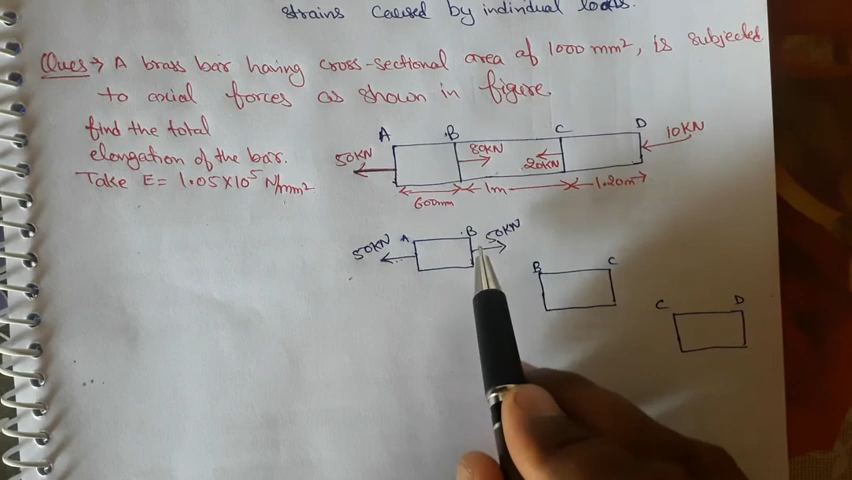 strains caused by individual loads.
Ques → A brass bar having cross-sectional area of 1000 mm², is subjected
to axial forces as shown in figure.
find the total
elongation of the bar.
Take E = 1.05×10⁵ N/mm²
A B C D
50KN 80KN 20KN 10KN
600mm 1m 1.20m
50KN A B 50KN
B C
C D